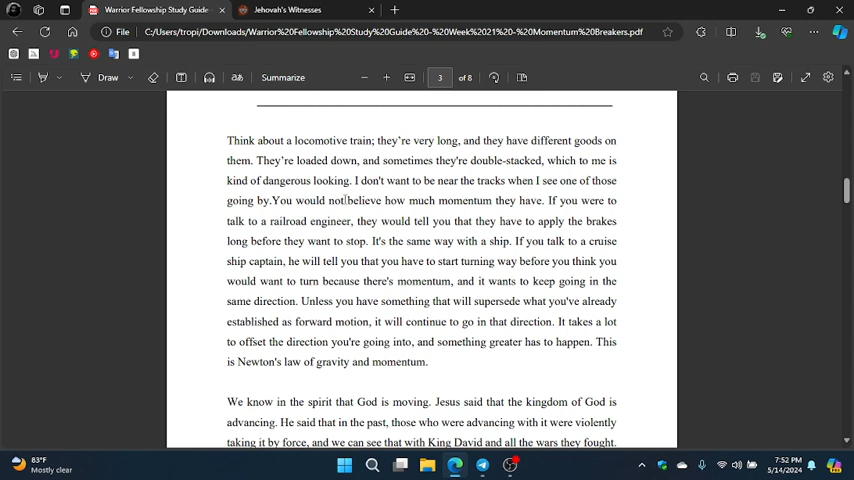 Warrior Fellowship Study Guide -
Jehovah's Witnesses
File
C:/Users/tropi/Downloads/Warrior%20Fellowship%20Study%20Guide%20-%20Week%2021%20-%20Momentum%20Breakers.pdf
Draw
Summarize
3 of 8
Think about a locomotive train; they’re very long, and they have different goods on
them. They’re loaded down, and sometimes they're double-stacked, which to me is
kind of dangerous looking. I don't want to be near the tracks when I see one of those
going by.You would not believe how much momentum they have. If you were to
talk to a railroad engineer, they would tell you that they have to apply the brakes
long before they want to stop. It's the same way with a ship. If you talk to a cruise
ship captain, he will tell you that you have to start turning way before you think you
would want to turn because there's momentum, and it wants to keep going in the
same direction. Unless you have something that will supersede what you've already
established as forward motion, it will continue to go in that direction. It takes a lot
to offset the direction you're going into, and something greater has to happen. This
is Newton's law of gravity and momentum.
We know in the spirit that God is moving. Jesus said that the kingdom of God is
advancing. He said that in the past, those who were advancing with it were violently
taking it by force, and we can see that with King David and all the wars they fought.
83°F
Mostly clear
7:52 PM
5/14/2024